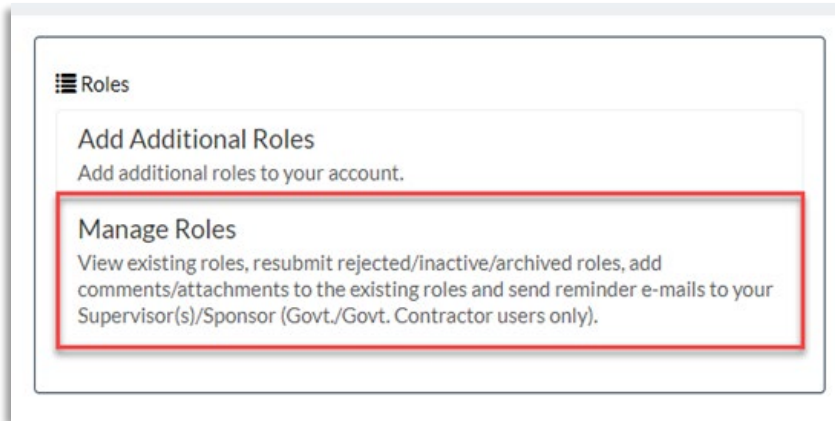 Roles
Add Additional Roles
Add additional roles to your account.
Manage Roles
View existing roles, resubmit rejected/inactive/archived roles, add
comments/attachments to the existing roles and send reminder e-mails to your
Supervisor(s)/Sponsor (Govt./Govt. Contractor users only).